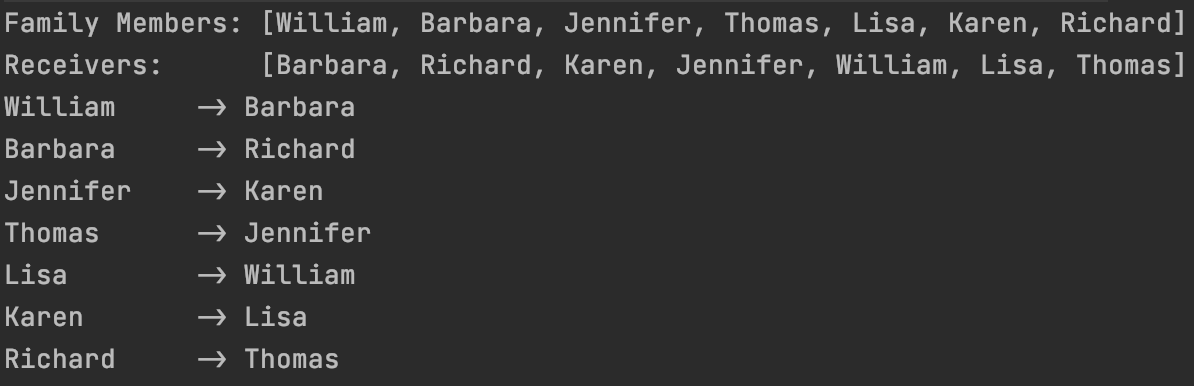 Family Members: [William, Barbara, Jennifer, Thomas, Lisa, Karen, Richard]
Receivers:      [Barbara, Richard, Karen, Jennifer, William, Lisa, Thomas]
William     -> Barbara
Barbara     -> Richard
Jennifer    -> Karen
Thomas      -> Jennifer
Lisa        -> William
Karen       -> Lisa
Richard     -> Thomas